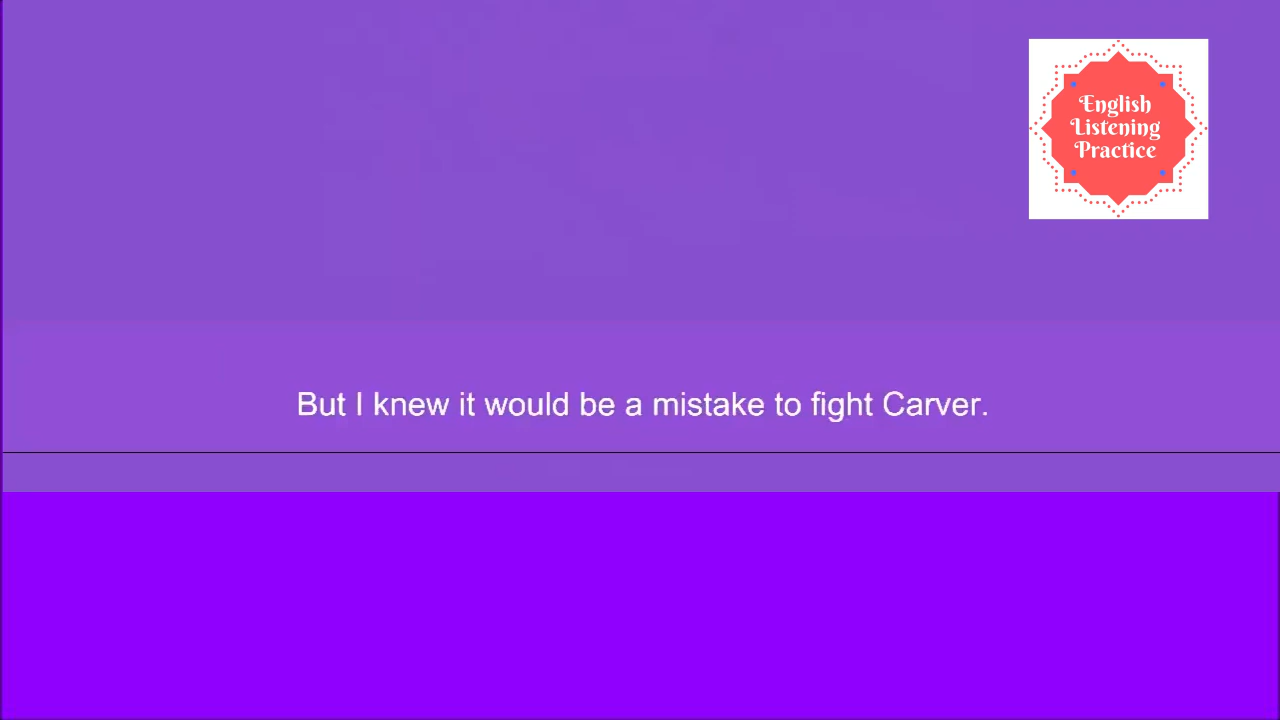 English
Listening
Practice
But I knew it would be a mistake to fight Carver.